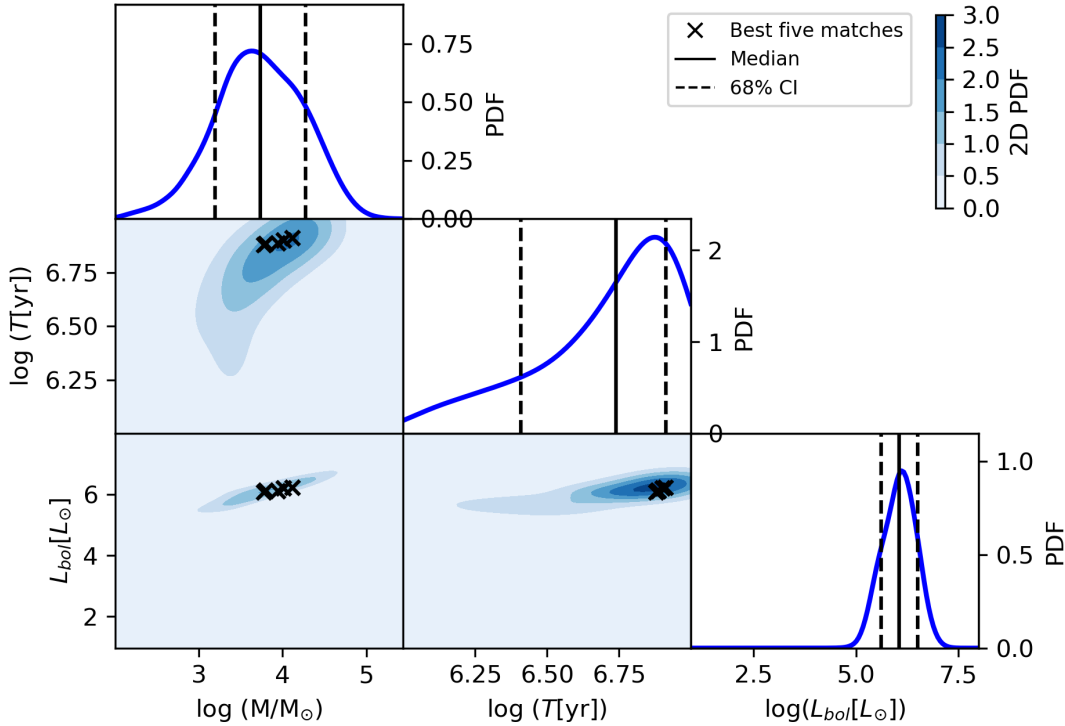 Best five matches
Median
68% CI
3.0
2.5
2.0
1.5
1.0
0.5
0.0
2D PDF
0.75
0.50
0.25
0.00
PDF
6.75
6.50
6.25
log (T[yr])
2
1
0
PDF
6
4
2
L_bol[L_⊙]
1.0
0.5
0.0
PDF
3 4 5
6.25 6.75
2.5 5.0 7.5
log (M/M_⊙)
log (T[yr])
log(L_bol[L_⊙])